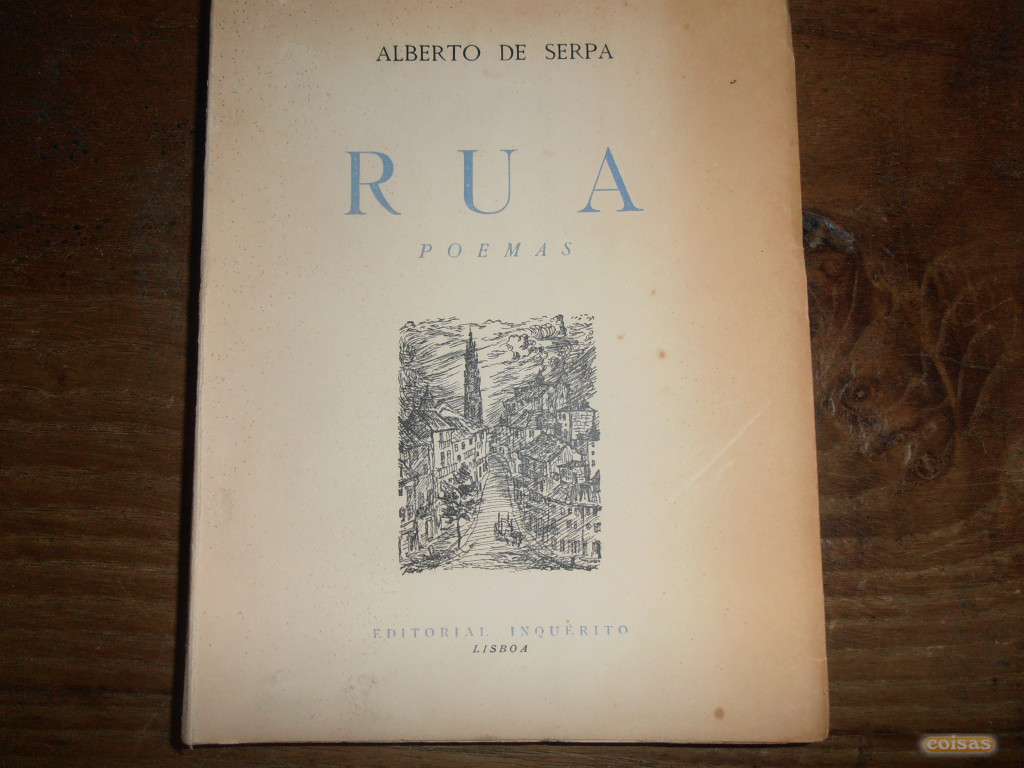 ALBERTO DE SERPA
RUA
POEMAS
EDITORIAL INQUÉRITO
LISBOA
coisas